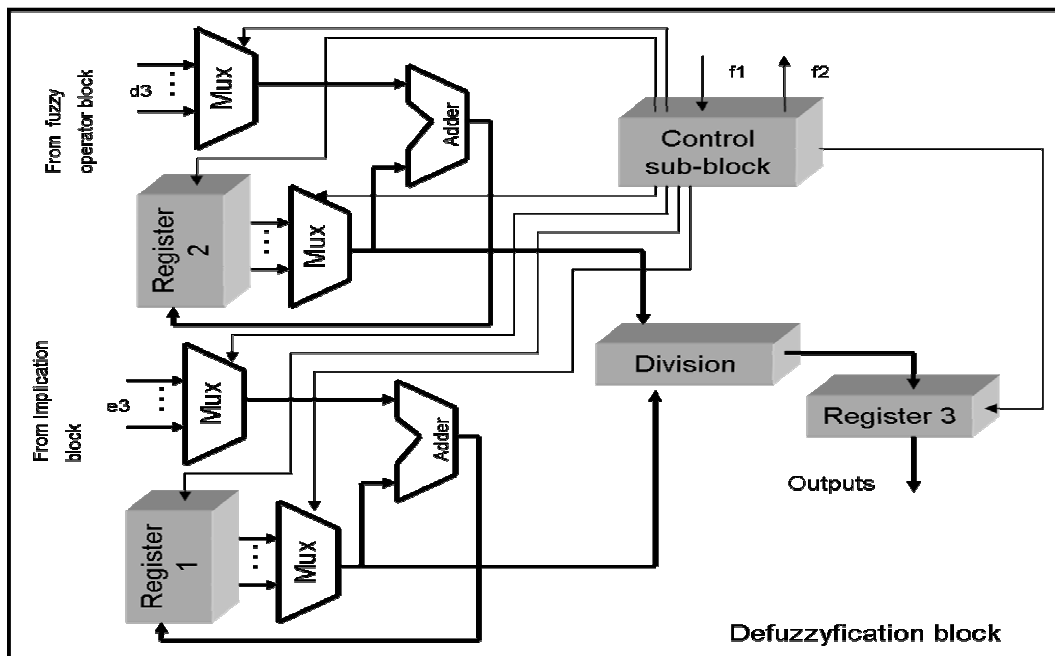 From fuzzy
operator block
d3
Mux
Adder
f1
f2
Control
sub-block
Register
2
Mux
Division
Register 3
Outputs
From Implication
block
e3
Mux
Adder
Register
1
Mux
Defuzzyfication block